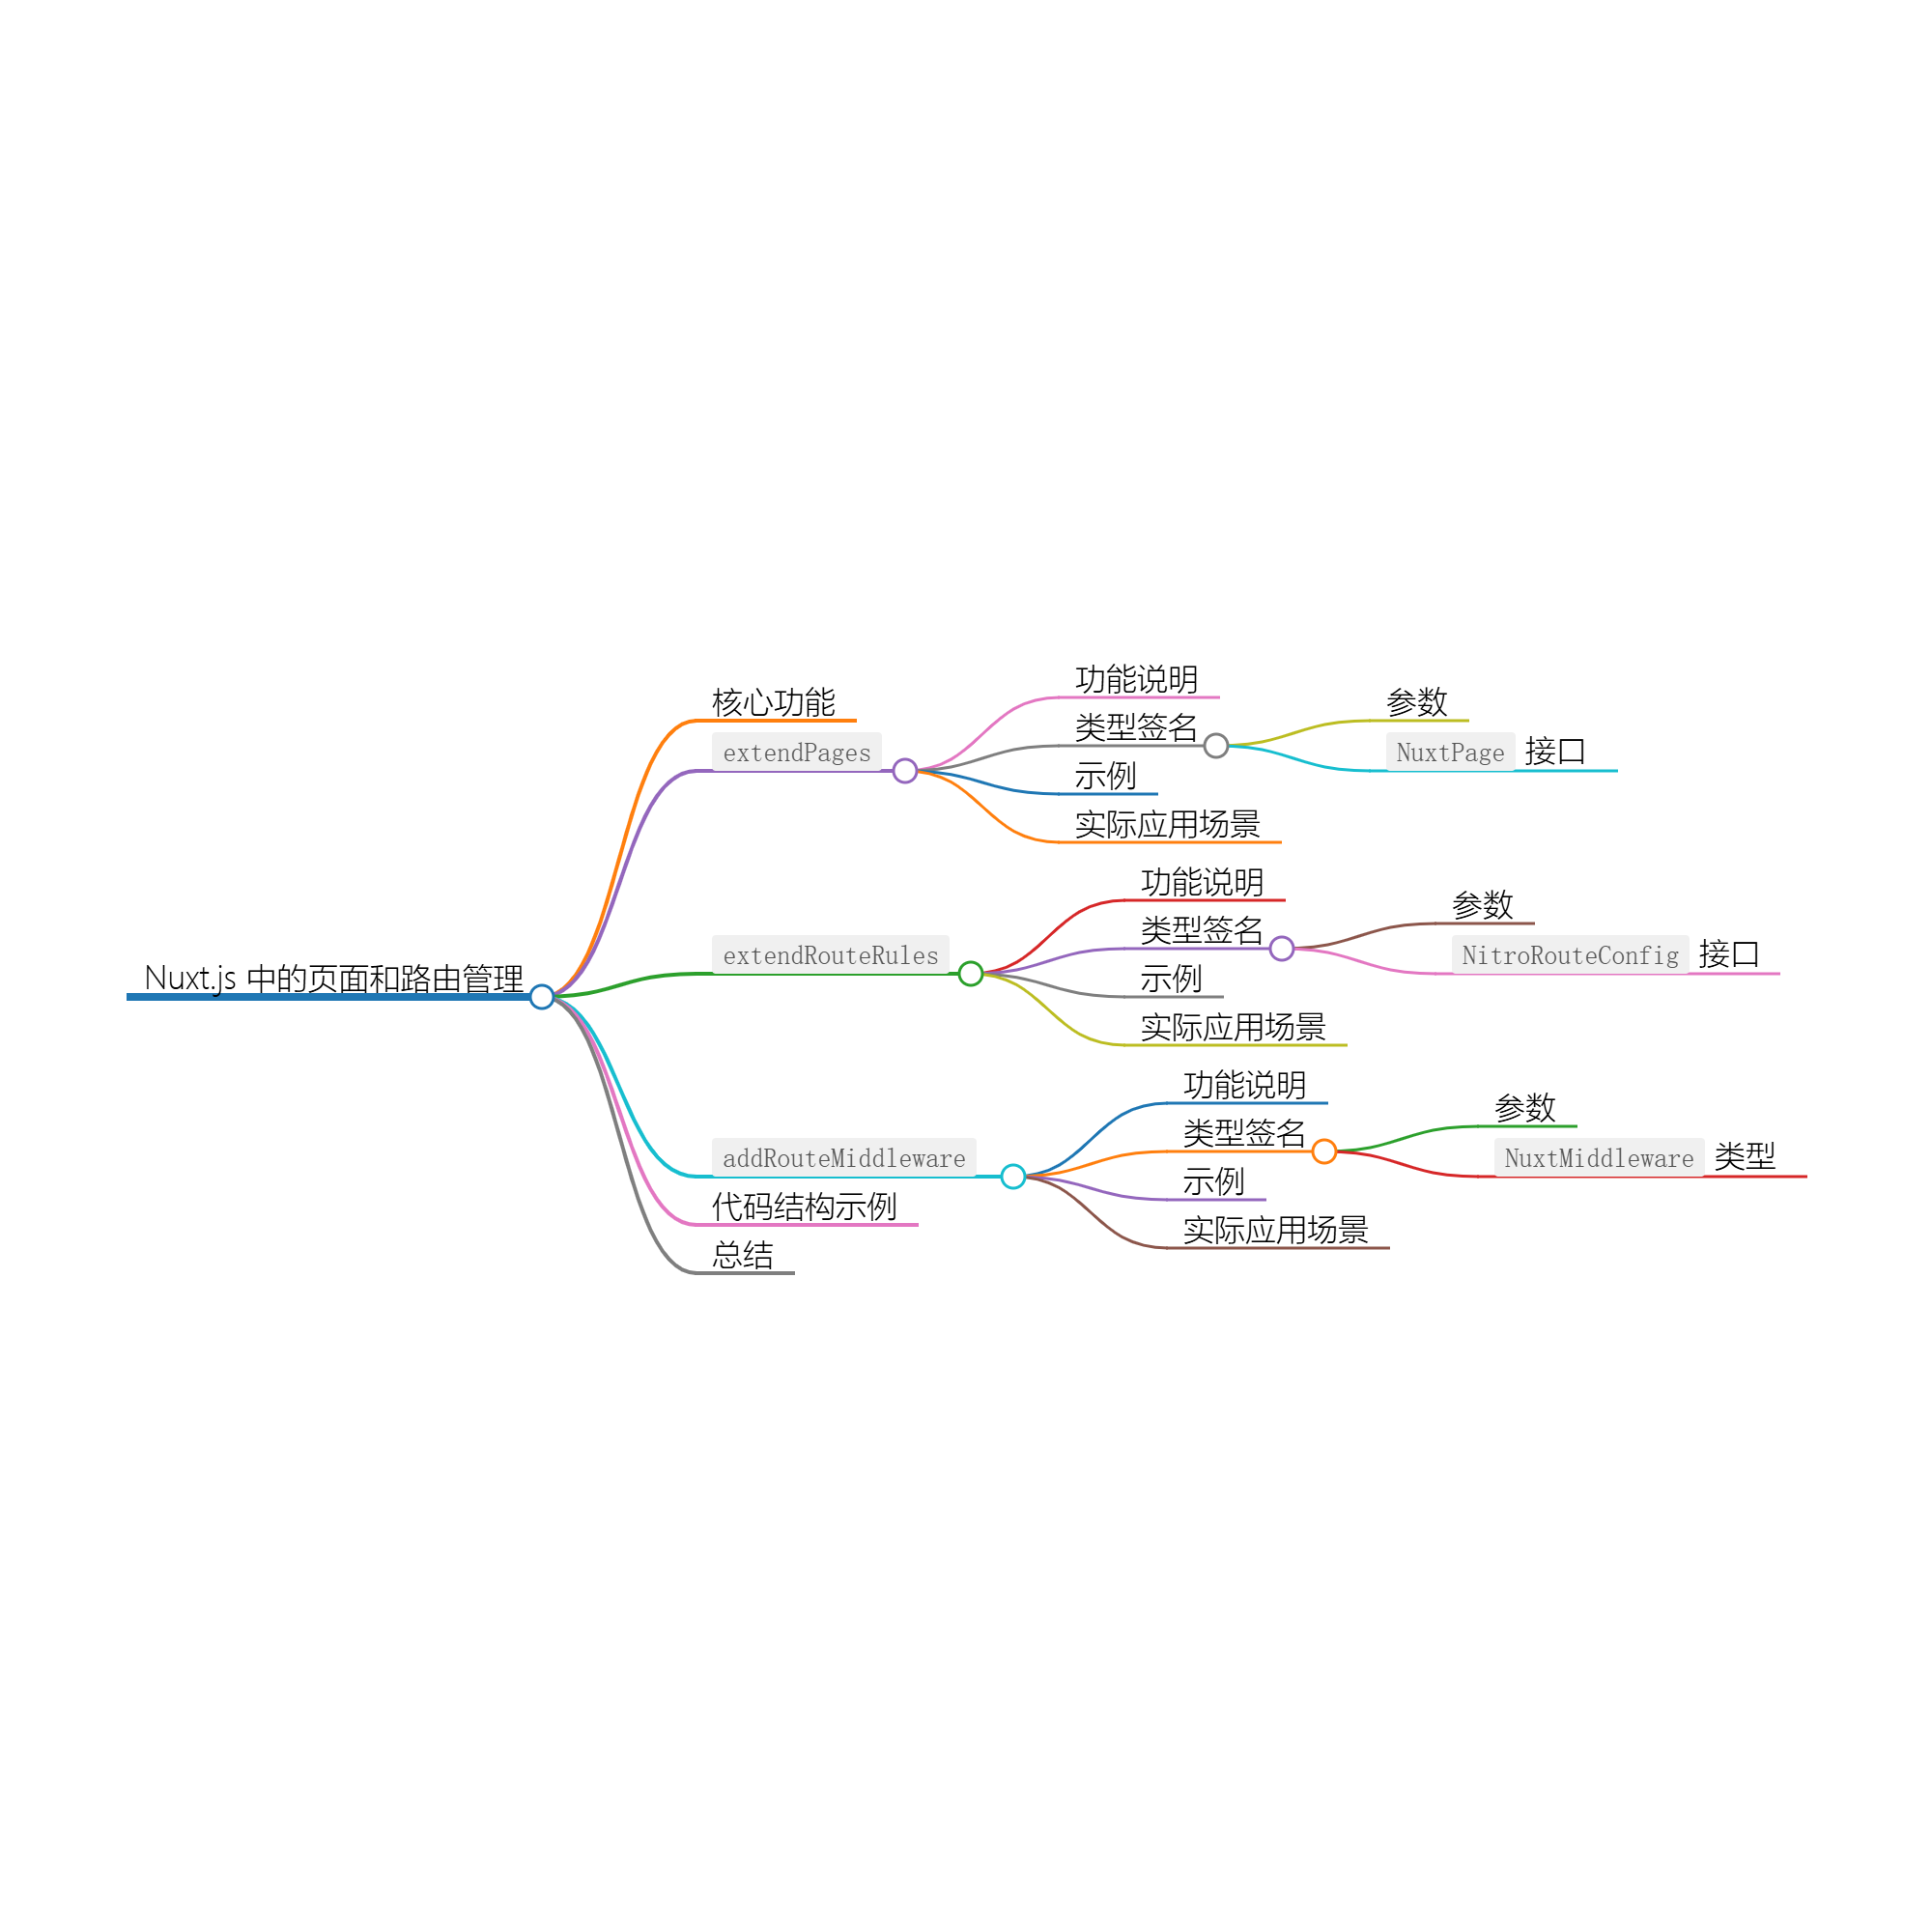 Nuxt.js 中的页面和路由管理
核心功能
extendPages
功能说明
类型签名
参数
NuxtPage 接口
示例
实际应用场景
extendRouteRules
功能说明
类型签名
参数
NitroRouteConfig 接口
示例
实际应用场景
addRouteMiddleware
功能说明
类型签名
参数
NuxtMiddleware 类型
示例
实际应用场景
代码结构示例
总结